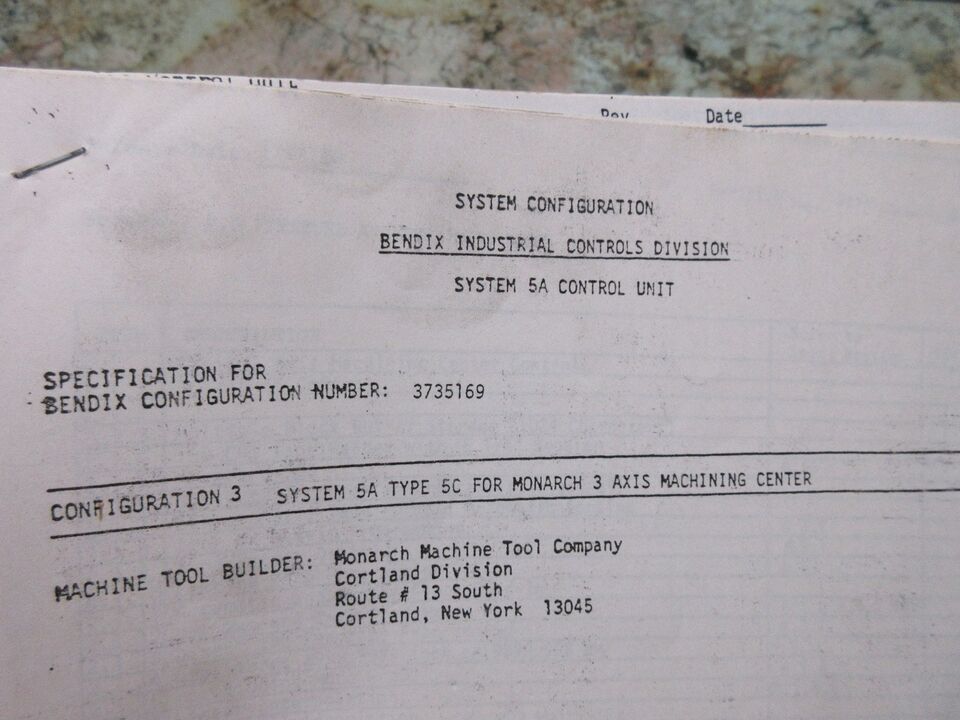 Rev Date
SYSTEM CONFIGURATION
BENDIX INDUSTRIAL CONTROLS DIVISION
SYSTEM 5A CONTROL UNIT
SPECIFICATION FOR
BENDIX CONFIGURATION NUMBER: 3735169
CONFIGURATION 3 SYSTEM 5A TYPE 5C FOR MONARCH 3 AXIS MACHINING CENTER
MACHINE TOOL BUILDER: Monarch Machine Tool Company
Cortland Division
Route # 13 South
Cortland, New York 13045